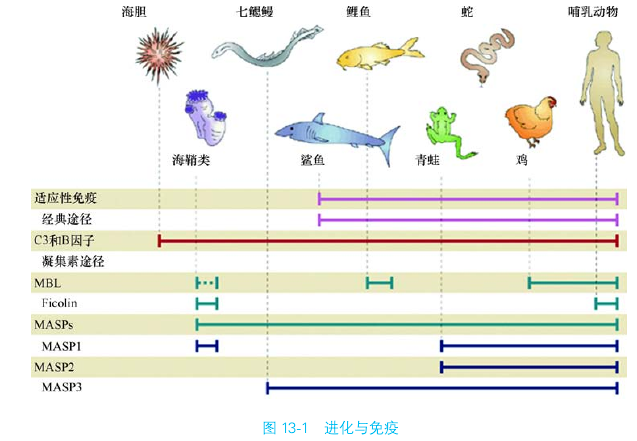 海胆 七鳃鳗 鲤鱼 蛇 哺乳动物
海鞘类 鲨鱼 青蛙 鸡
适应性免疫
经典途径
C3和B因子
凝集素途径
MBL
Ficolin
MASPs
MASP1
MASP2
MASP3
图 13-1 进化与免疫